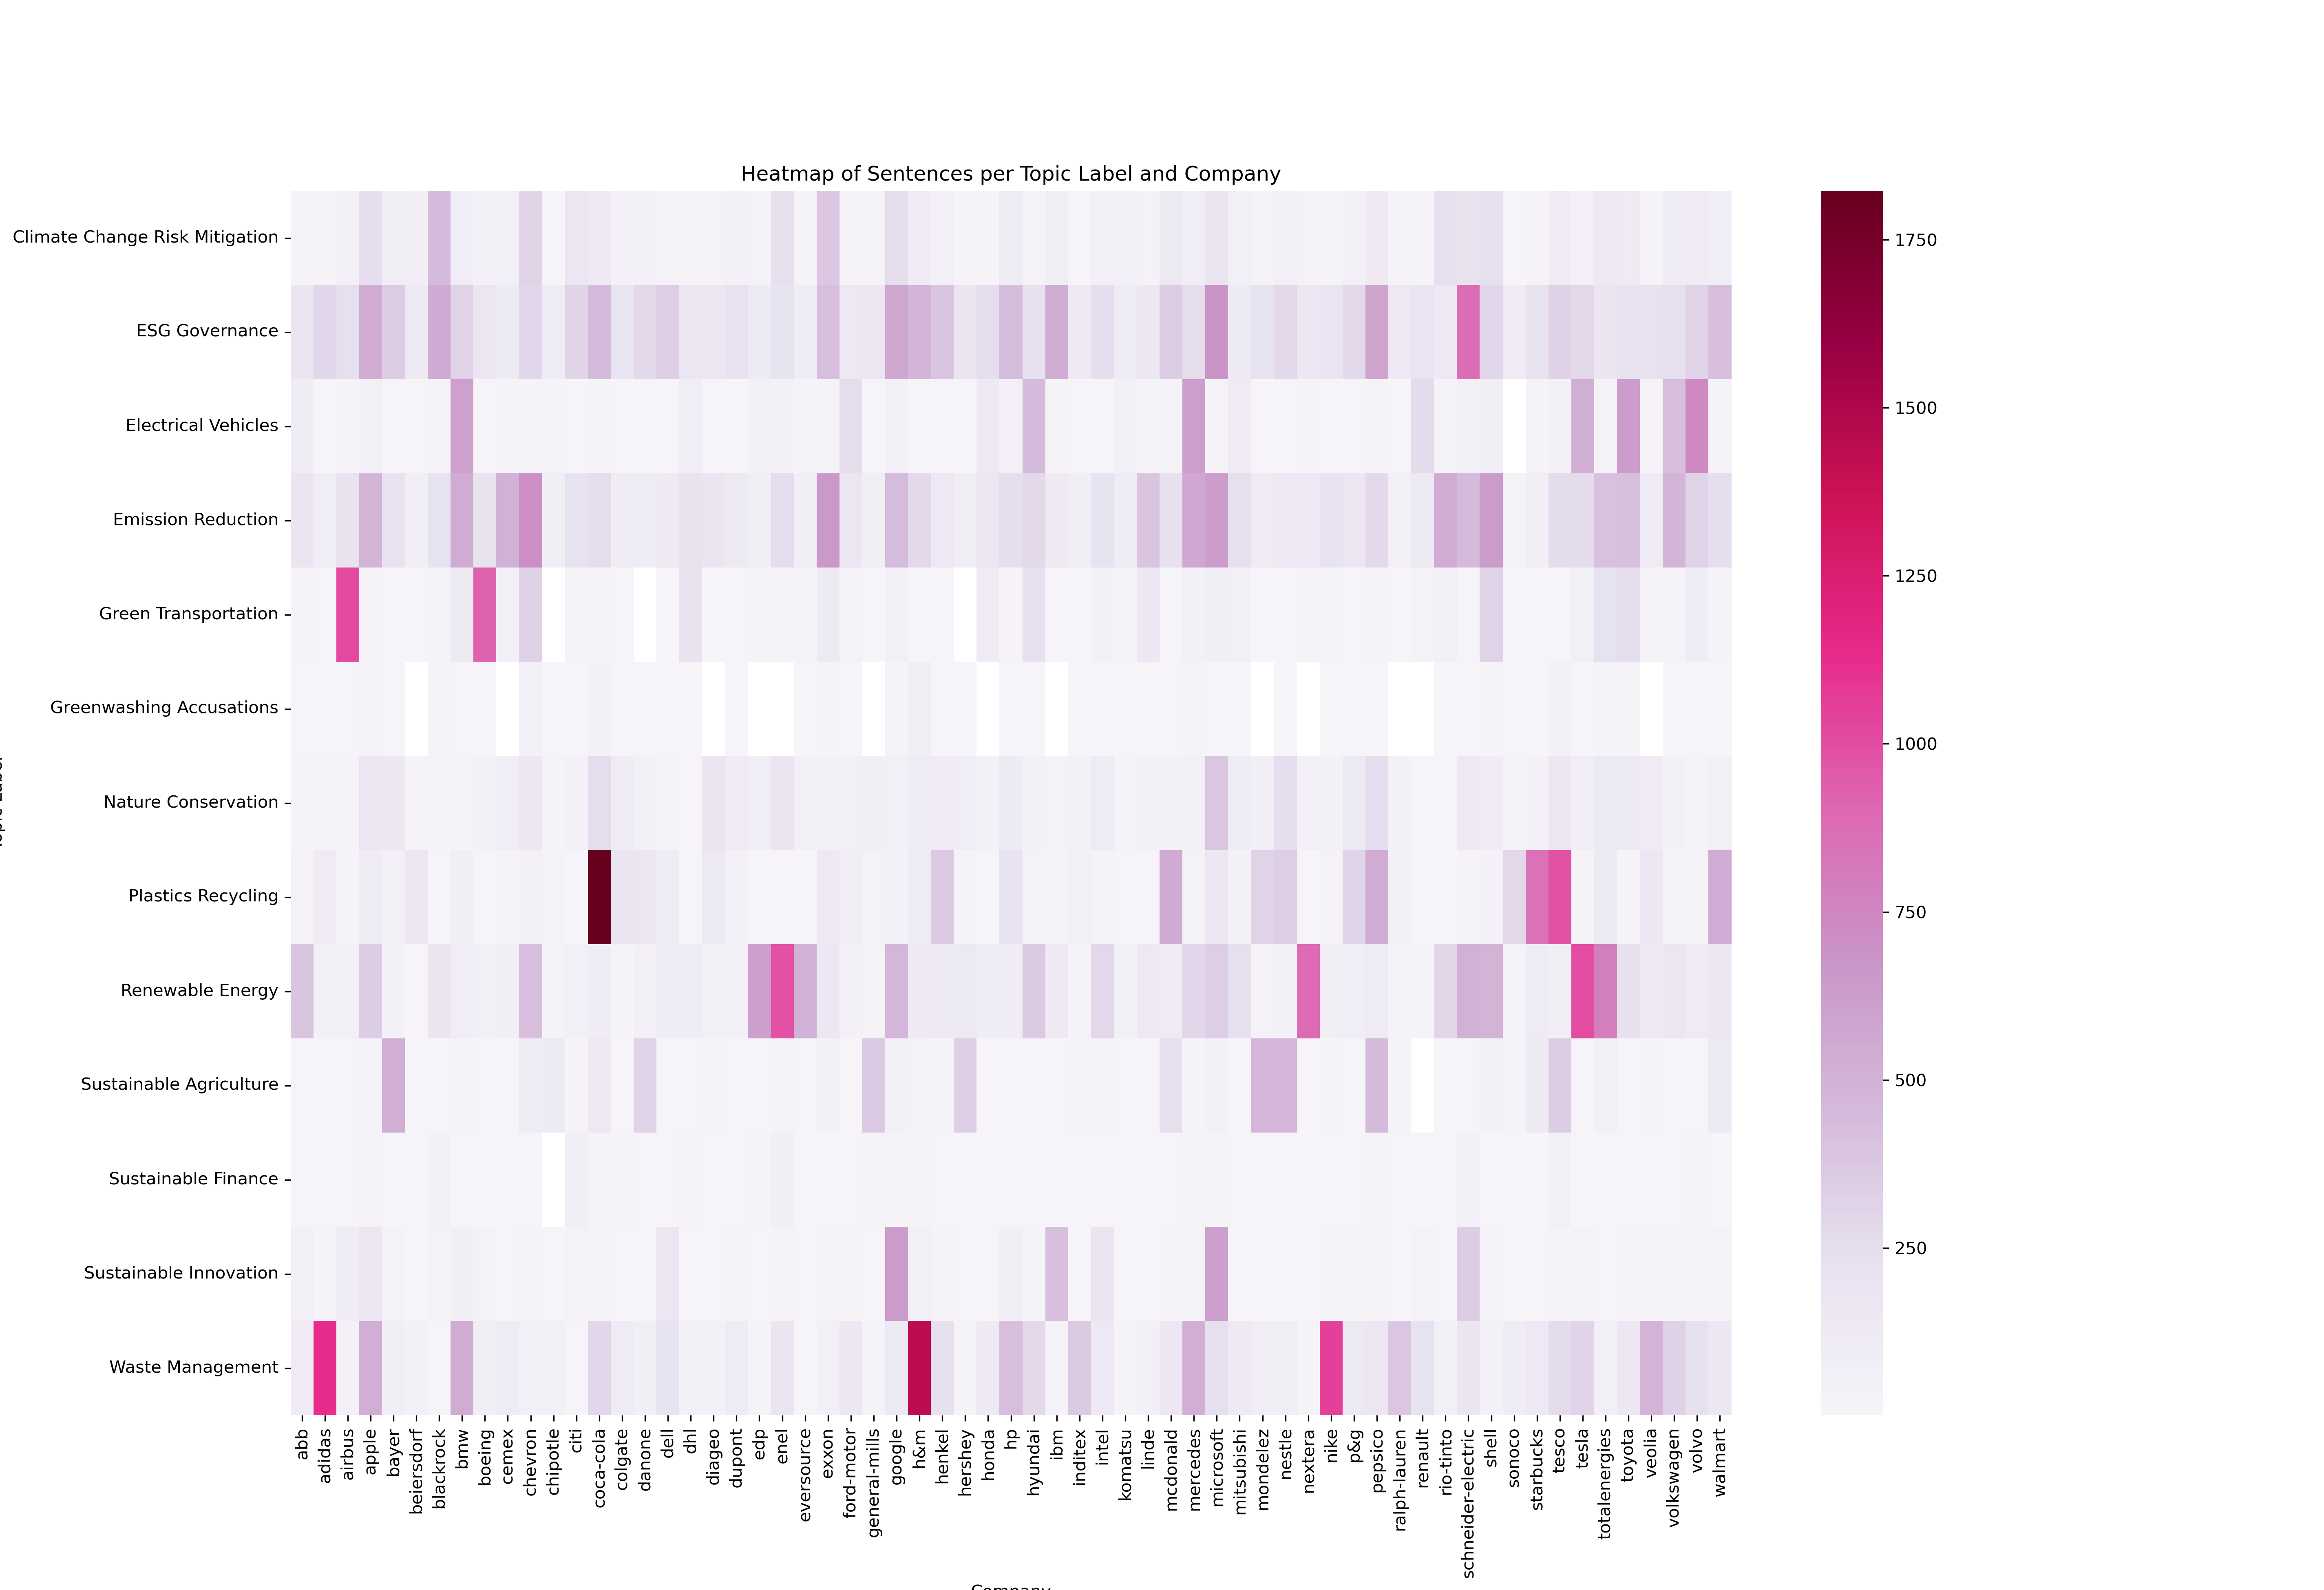 Heatmap of Sentences per Topic Label and Company
Climate Change Risk Mitigation
ESG Governance
Electrical Vehicles
Emission Reduction
Green Transportation
Greenwashing Accusations
Nature Conservation
Plastics Recycling
Renewable Energy
Sustainable Agriculture
Sustainable Finance
Sustainable Innovation
Waste Management
1750
1500
1250
1000
750
500
250
abb
adidas
airbus
apple
bayer
beiersdorf
blackrock
bmw
boeing
cemex
chevron
chipotle
citi
coca-cola
colgate
danone
dell
dhl
diageo
dupont
edp
enel
eversource
exxon
ford-motor
general-mills
google
h&m
henkel
hershey
honda
hp
hyundai
ibm
inditex
intel
komatsu
linde
mcdonald
mercedes
microsoft
mitsubishi
mondelez
nestle
nextera
nike
p&g
pepsico
ralph-lauren
renault
rio-tinto
schneider-electric
shell
sonoco
starbucks
tesco
tesla
totalenergies
toyota
veolia
volkswagen
volvo
walmart
Company